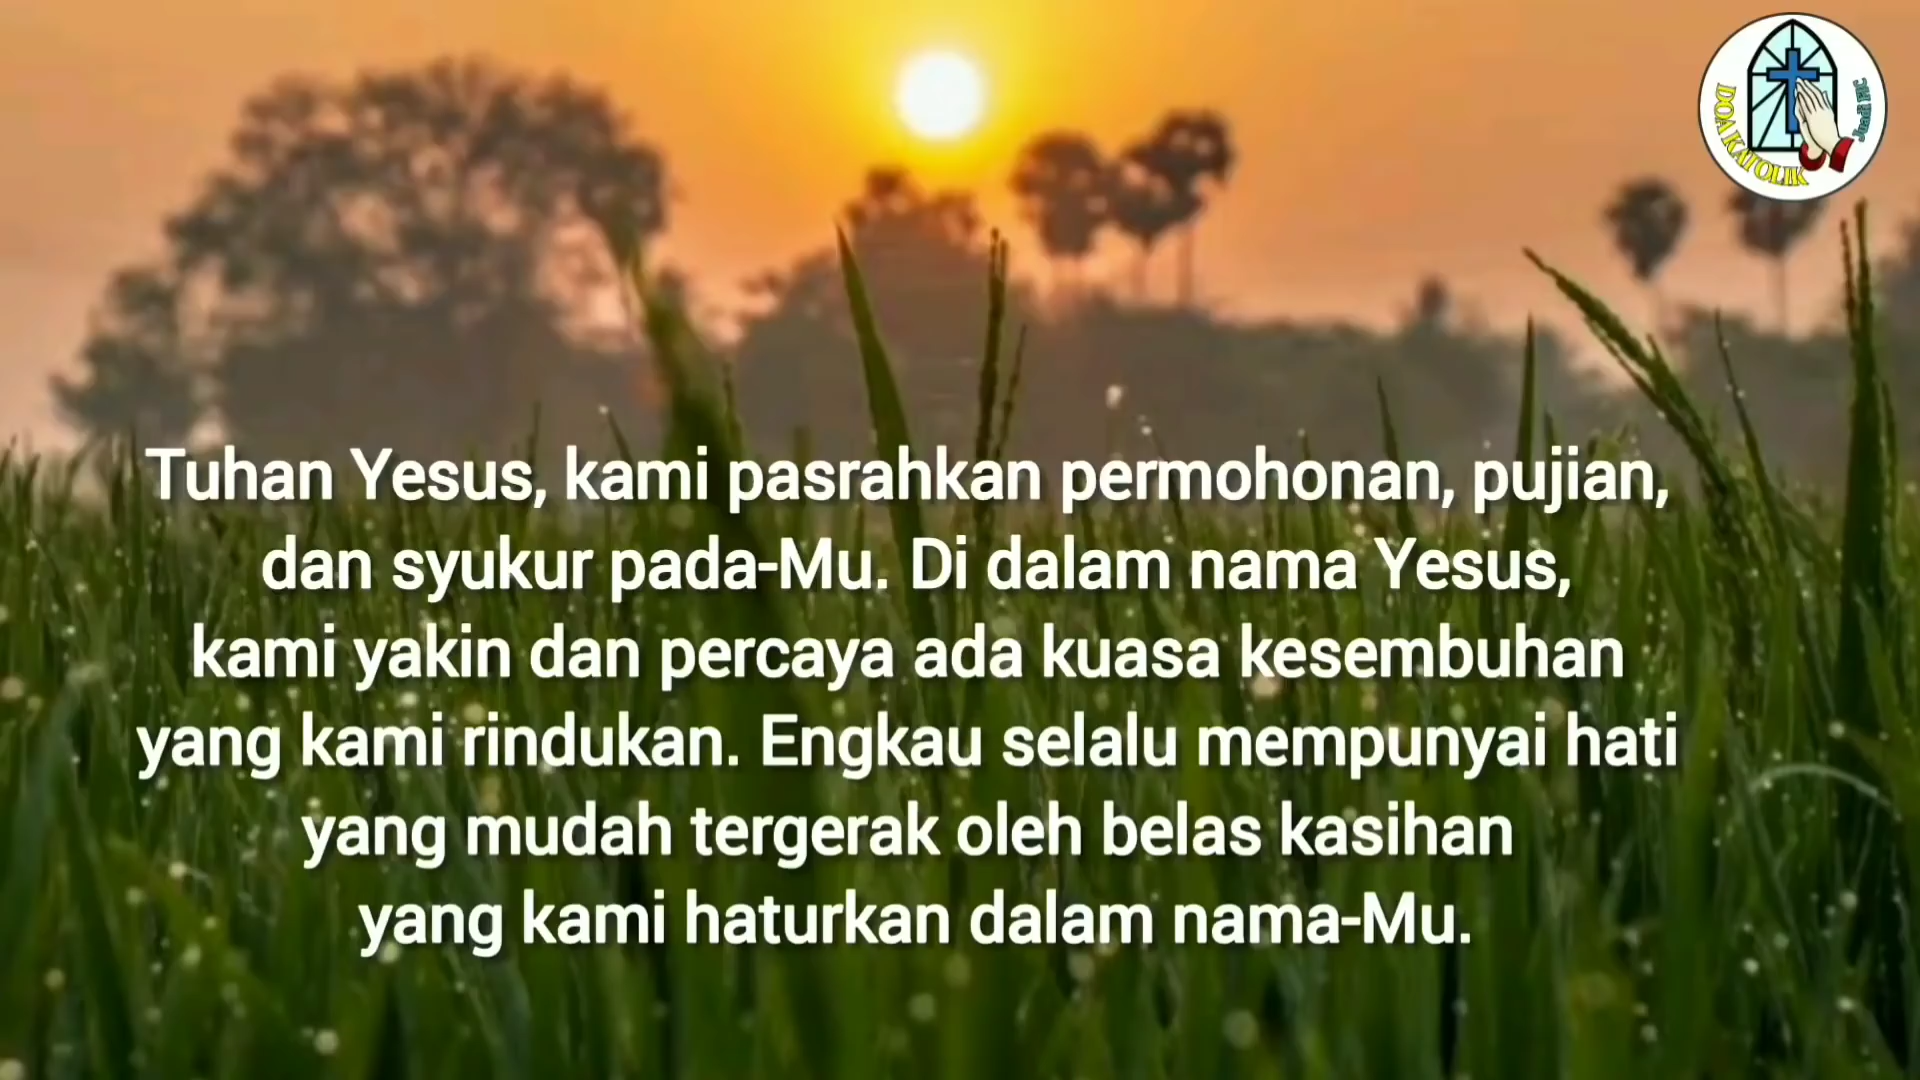 Tuhan Yesus, kami pasrahkan permohonan, pujian,
dan syukur pada-Mu. Di dalam nama Yesus,
kami yakin dan percaya ada kuasa kesembuhan
yang kami rindukan. Engkau selalu mempunyai hati
yang mudah tergerak oleh belas kasihan
yang kami haturkan dalam nama-Mu.
DOA KATOLIK